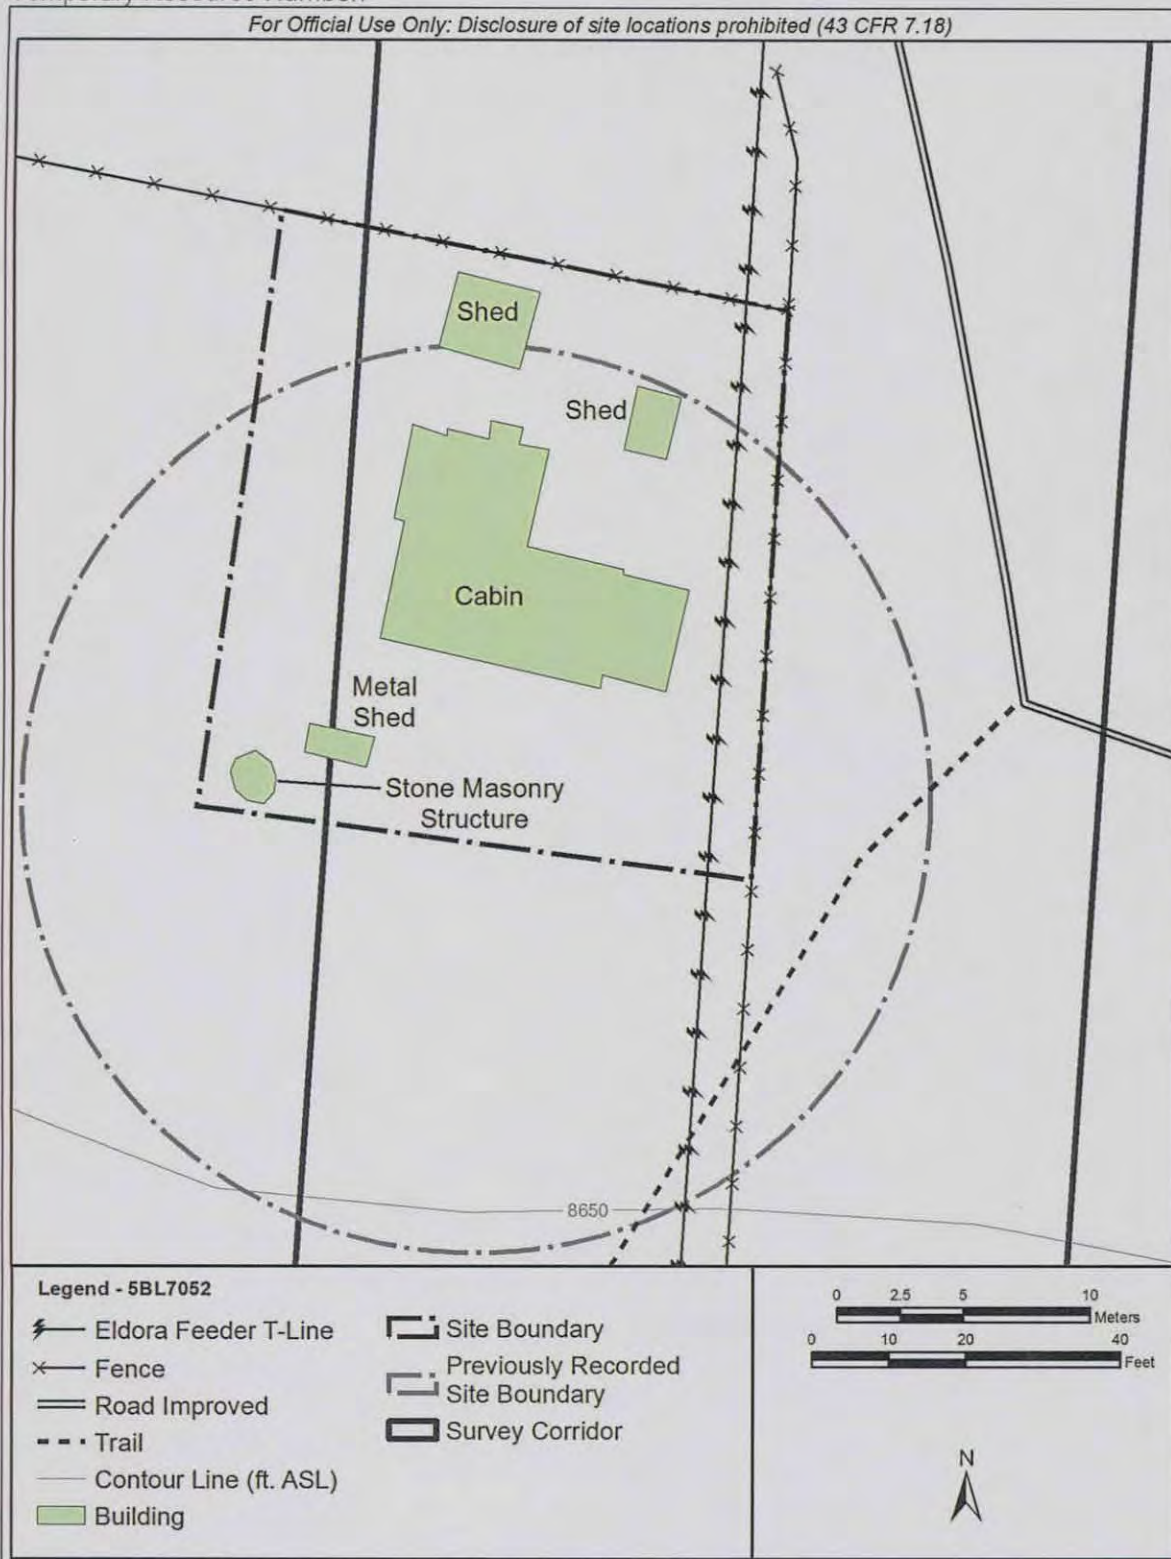 For Official Use Only: Disclosure of site locations prohibited (43 CFR 7.18)
Shed
Shed
Cabin
Metal
Shed
Stone Masonry
Structure
8650
Legend - 5BL7052
Eldora Feeder T-Line
Fence
Road Improved
Trail
Contour Line (ft. ASL)
Building
Site Boundary
Previously Recorded
Site Boundary
Survey Corridor
0 2.5 5 10
Meters
0 10 20 40
Feet
N